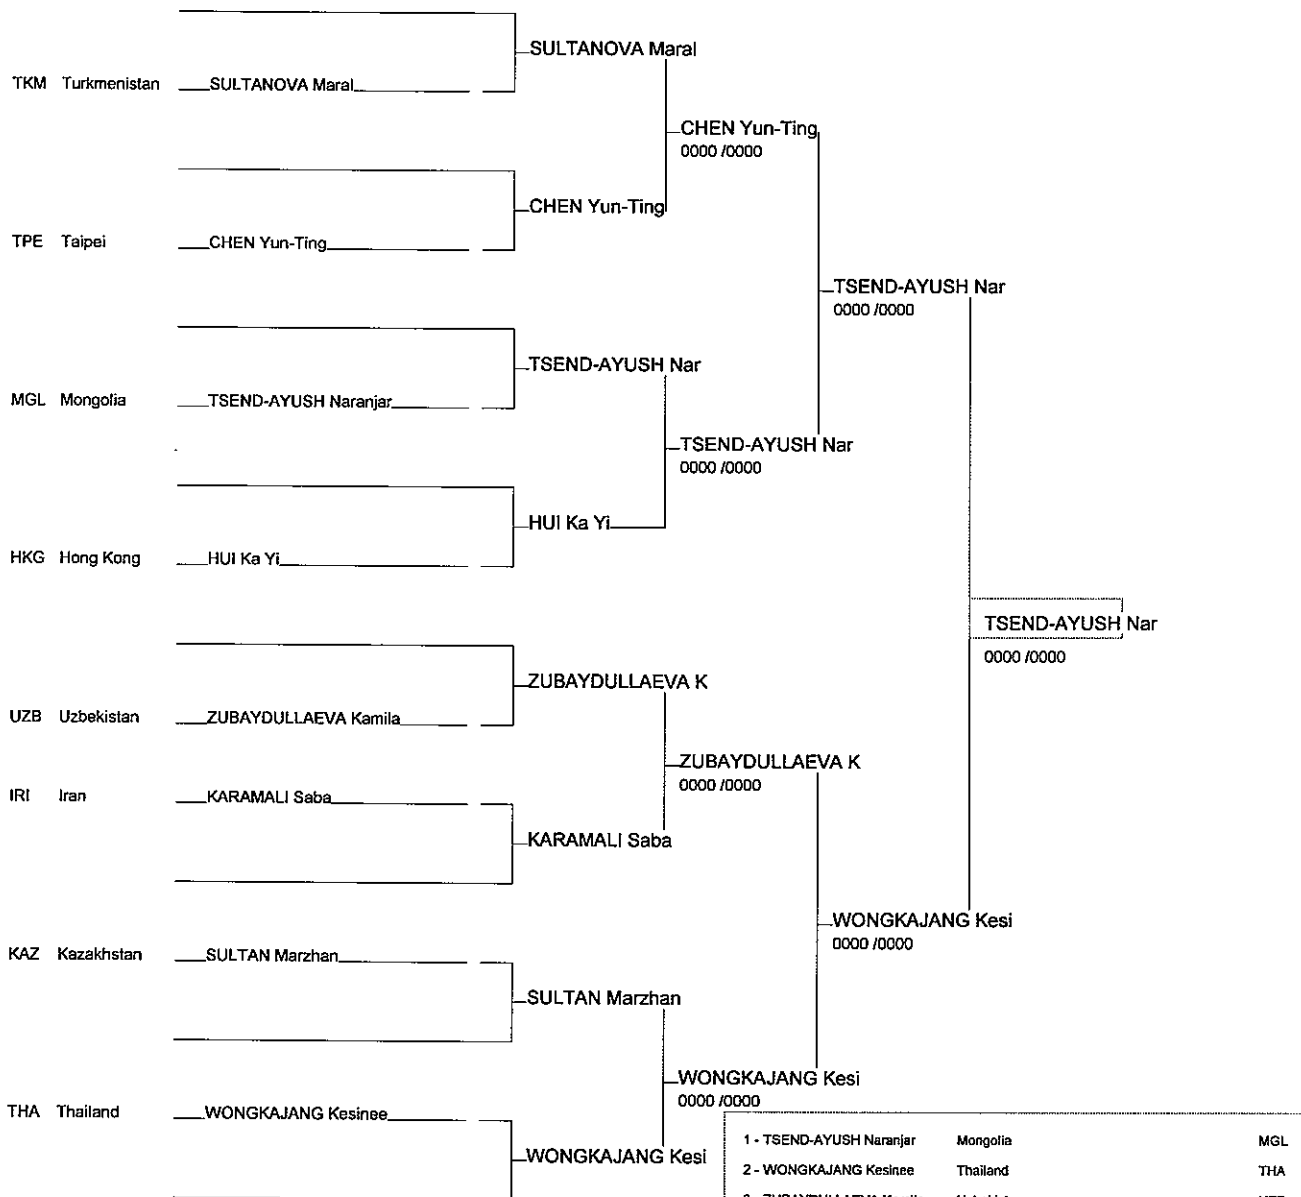 SULTANOVA Maral
TKM Turkmenistan SULTANOVA Maral
CHEN Yun-Ting
0000 /0000
CHEN Yun-Ting
TPE Taipei CHEN Yun-Ting
TSEND-AYUSH Nar
0000 /0000
TSEND-AYUSH Nar
MGL Mongolia TSEND-AYUSH Naranjar
TSEND-AYUSH Nar
0000 /0000
HUI Ka Yi
HKG Hong Kong HUI Ka Yi
TSEND-AYUSH Nar
0000 /0000
ZUBAYDULLAEVA K
UZB Uzbekistan ZUBAYDULLAEVA Kamila
ZUBAYDULLAEVA K
0000 /0000
IRI Iran KARAMALI Saba
KARAMALI Saba
WONGKAJANG Kesi
0000 /0000
KAZ Kazakhstan SULTAN Marzhan
SULTAN Marzhan
WONGKAJANG Kesi
0000 /0000
THA Thailand WONGKAJANG Kesinee
WONGKAJANG Kesi
1 - TSEND-AYUSH Naranjar Mongolia MGL
2 - WONGKAJANG Kesinee Thailand THA